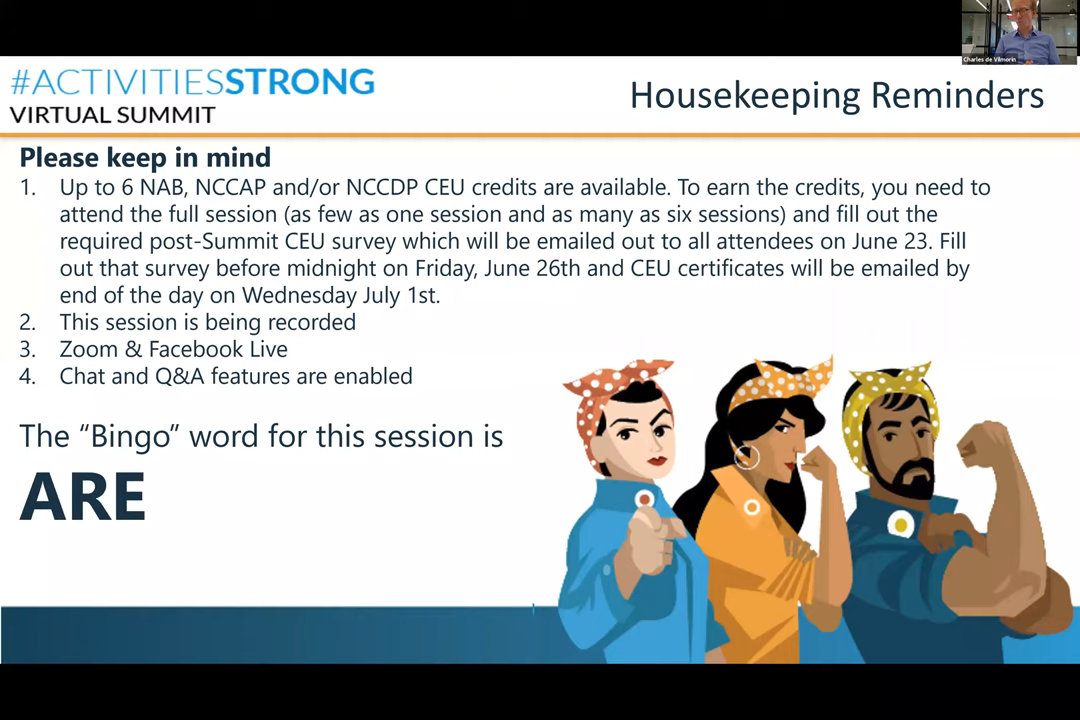 Charles de Vilmorin
#ACTIVITIESSTRONG
VIRTUAL SUMMIT
Housekeeping Reminders
Please keep in mind
1. Up to 6 NAB, NCCAP and/or NCCDP CEU credits are available. To earn the credits, you need to
attend the full session (as few as one session and as many as six sessions) and fill out the
required post-Summit CEU survey which will be emailed out to all attendees on June 23. Fill
out that survey before midnight on Friday, June 26th and CEU certificates will be emailed by
end of the day on Wednesday July 1st.
2. This session is being recorded
3. Zoom & Facebook Live
4. Chat and Q&A features are enabled
The “Bingo” word for this session is
ARE